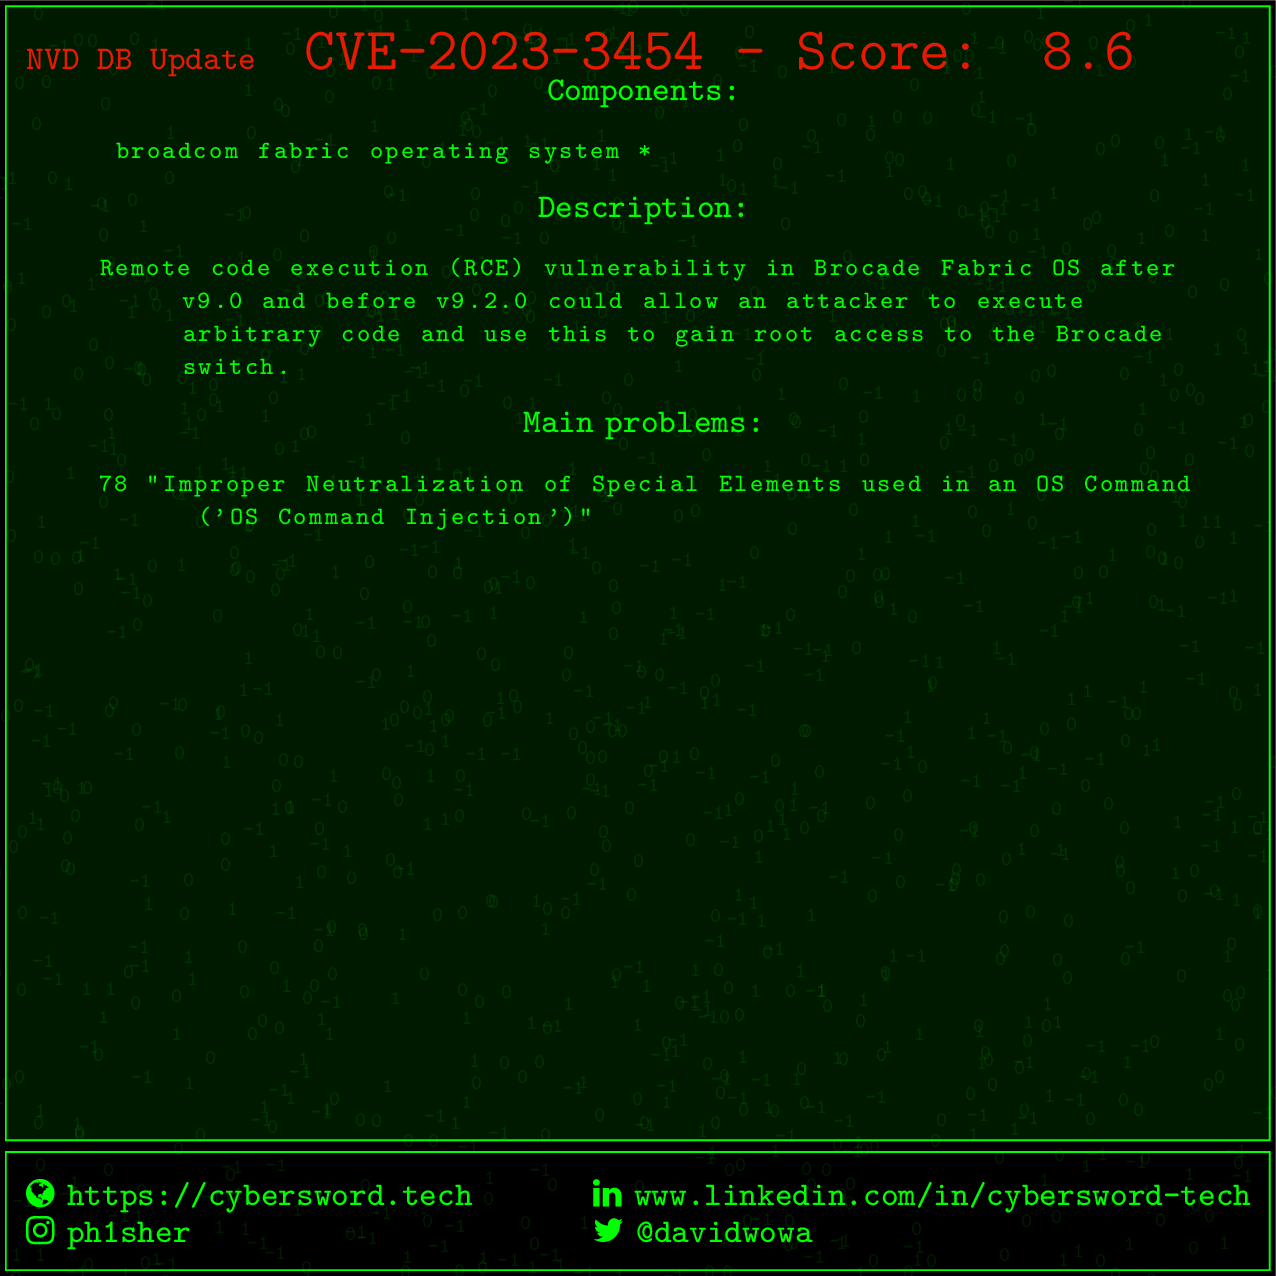 NVD DB Update CVE-2023-3454 - Score: 8.6
Components:
broadcom fabric operating system *
Description:
Remote code execution (RCE) vulnerability in Brocade Fabric OS after
v9.0 and before v9.2.0 could allow an attacker to execute
arbitrary code and use this to gain root access to the Brocade
switch.
Main problems:
78 "Improper Neutralization of Special Elements used in an OS Command
('OS Command Injection')"
https://cybersword.tech
www.linkedin.com/in/cybersword-tech
ph1sher
@davidwowa